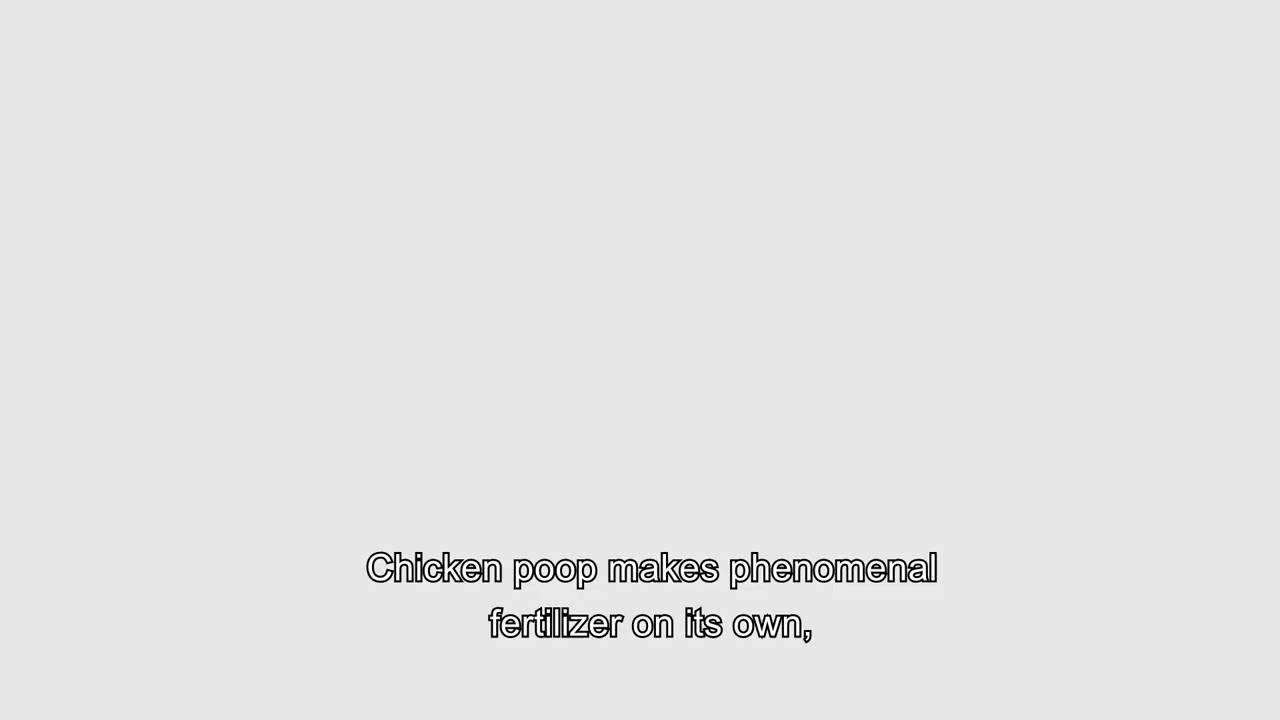 Chicken poop makes phenomenal
fertilizer on its own,